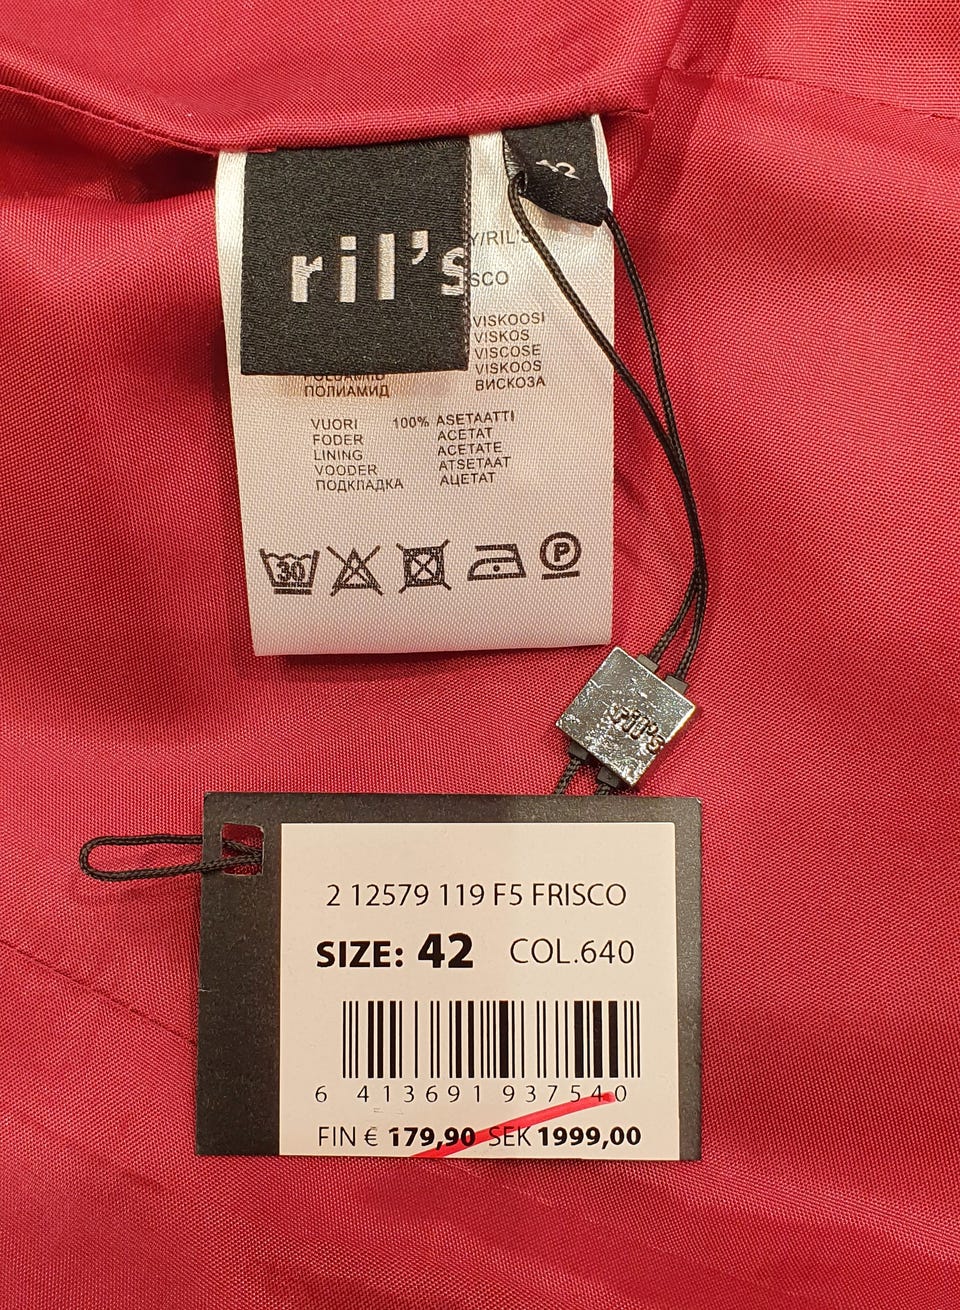 ril's
42
Y/RIL'S
SCO
VISKOOSI
VISKOS
VISCOSE
VISKOOS
ПОЛИАМИД ВИСКОЗА
VUORI 100% ASETAATTI
FODER ACETAT
LINING ACETATE
VOODER ATSETAAT
ПОДКЛАДКА АЦЕТАТ
30
P
ril's
2 12579 119 F5 FRISCO
SIZE: 42 COL.640
6 413691 937540
FIN € 179,90 SEK 1999,00